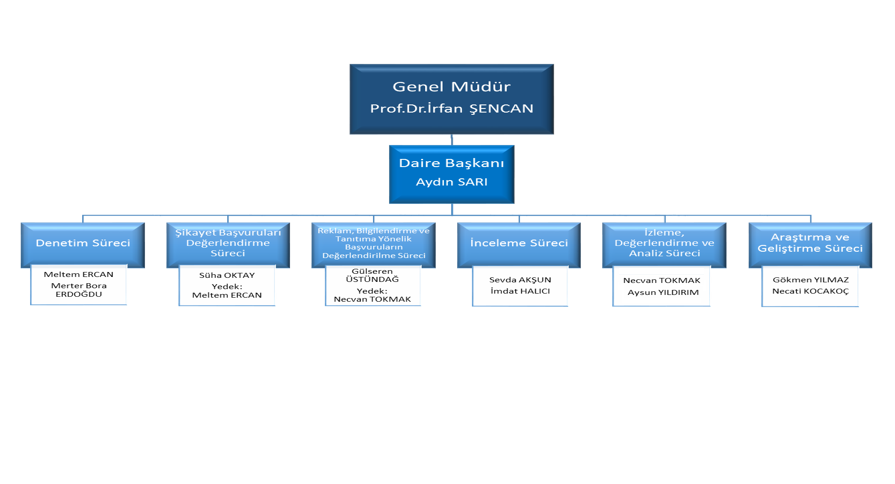 Genel Müdür
Prof.Dr.İrfan ŞENCAN
Daire Başkanı
Aydın SARI
Denetim Süreci
Meltem ERCAN
Merter Bora
ERDOĞDU
Şikayet Başvuruları
Değerlendirme
Süreci
Süha OKTAY
Yedek:
Meltem ERCAN
Reklam, Bilgilendirme ve
Tanıtıma Yönelik
Başvuruların
Değerlendirilme Süreci
Gülseren
ÜSTÜNDAĞ
Yedek:
Necvan TOKMAK
İnceleme Süreci
Sevda AKŞUN
İmdat HALICI
İzleme,
Değerlendirme ve
Analiz Süreci
Necvan TOKMAK
Aysun YILDIRIM
Araştırma ve
Geliştirme Süreci
Gökmen YILMAZ
Necati KOCAKOÇ